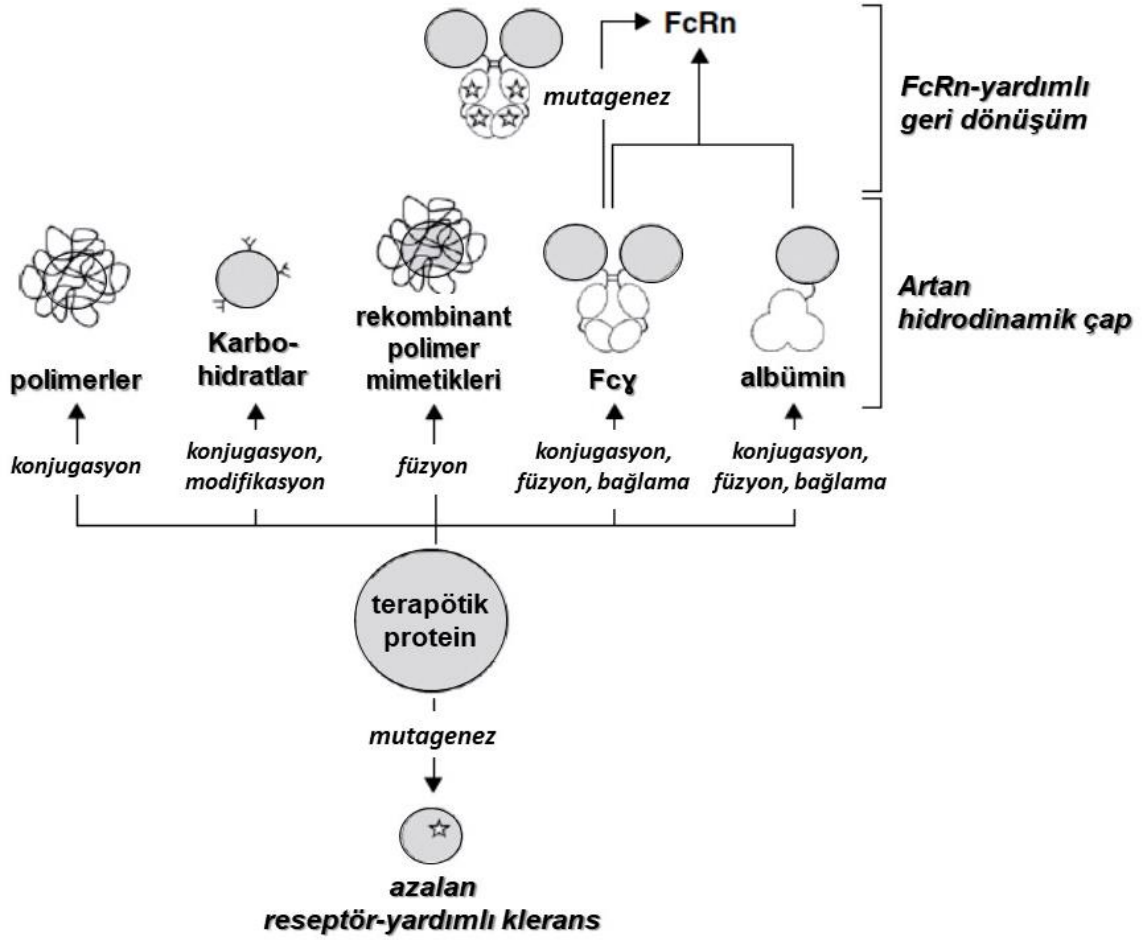 FcRn
mutagenez
FcRn-yardımlı
geri dönüşüm
polimerler
Karbo-
hidratlar
rekombinant
polimer
mimetikleri
Fcɣ
albümin
Artan
hidrodinamik çap
konjugasyon
konjugasyon,
modifikasyon
füzyon
konjugasyon,
füzyon, bağlama
konjugasyon,
füzyon, bağlama
terapötik
protein
mutagenez
azalan
reseptör-yardımlı klerans